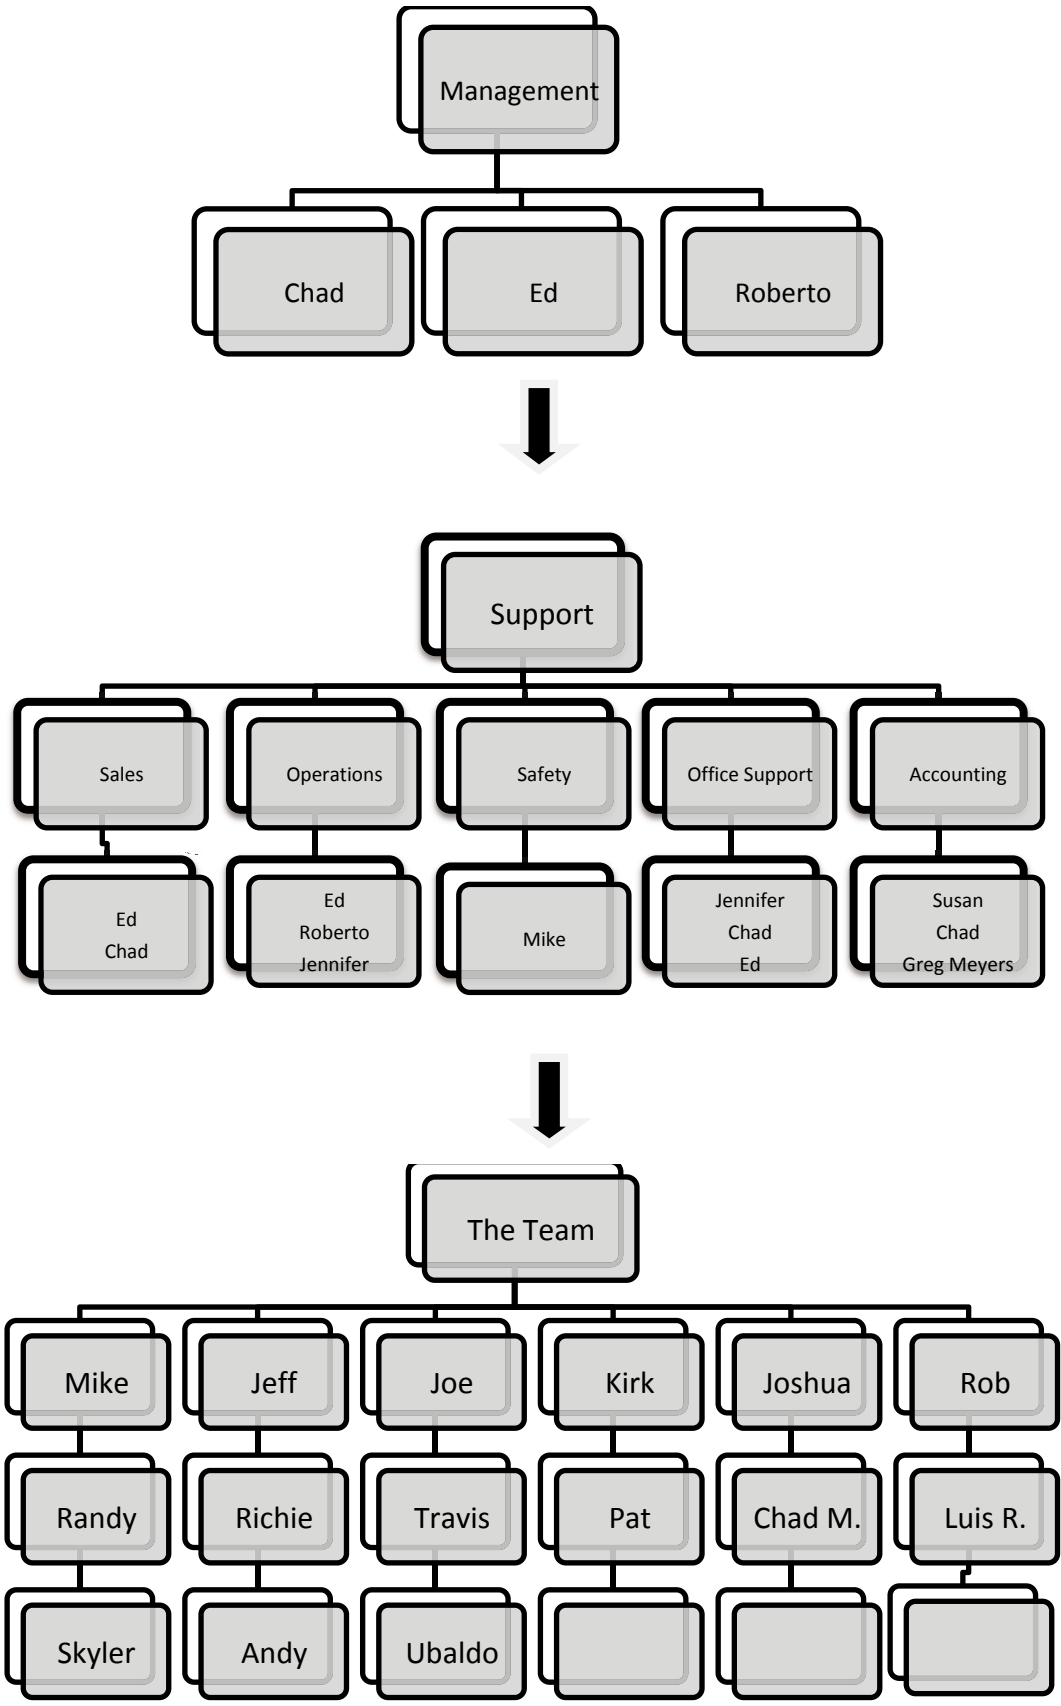 Management
Chad
Ed
Roberto
Support
Sales
Operations
Safety
Office Support
Accounting
Ed
Chad
Ed
Roberto
Jennifer
Mike
Jennifer
Chad
Ed
Susan
Chad
Greg Meyers
The Team
Mike
Jeff
Joe
Kirk
Joshua
Rob
Randy
Richie
Travis
Pat
Chad M.
Luis R.
Skyler
Andy
Ubaldo